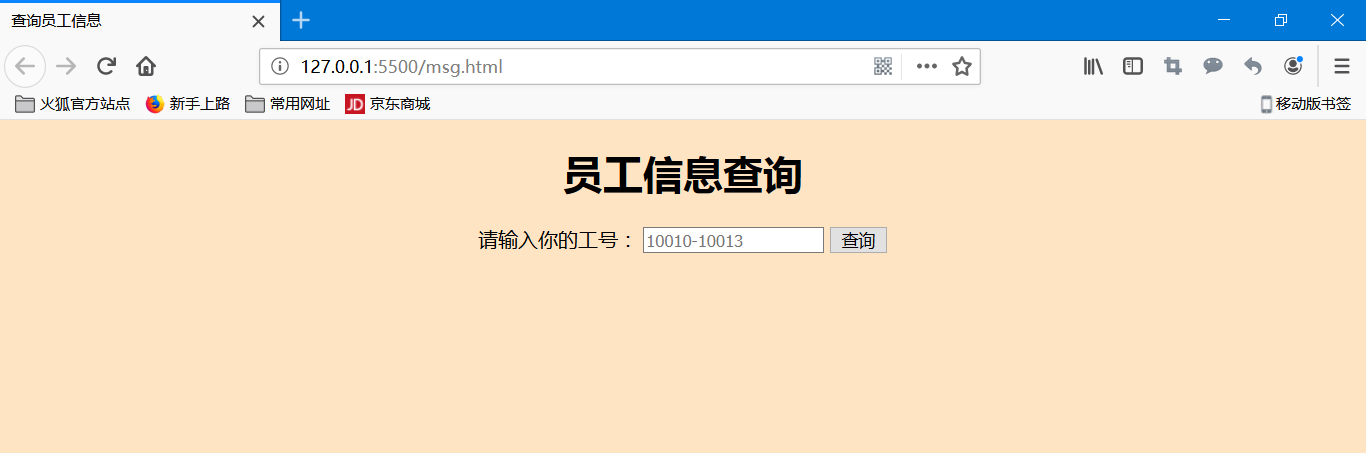 查询员工信息
127.0.0.1:5500/msg.html
火狐官方站点 新手上路 常用网址 JD 京东商城 移动版书签
员工信息查询
请输入你的工号： 10010-10013 查询